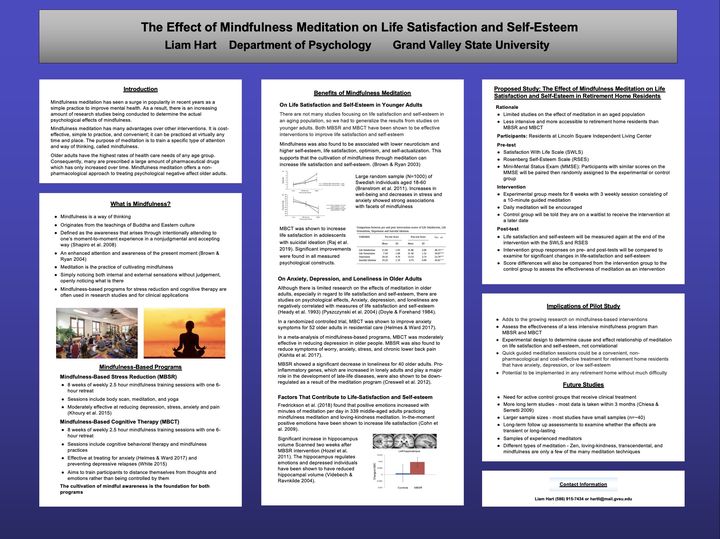 The Effect of Mindfulness Meditation on Life Satisfaction and Self-Esteem
Liam Hart Department of Psychology Grand Valley State University
Introduction
Mindfulness meditation has seen a surge in popularity in recent years as a
simple practice to improve mental health. As a result, there is an increasing
amount of research studies being conducted to determine the actual
psychological effects of mindfulness.
Mindfulness meditation has many advantages over other interventions. It is cost-
effective, simple to practice, and convenient; it can be practiced at virtually any
time and place. The purpose of meditation is to train a specific type of attention
and way of thinking, called mindfulness.
Older adults have the highest rates of health care needs of any age group.
Consequently, many are prescribed a large amount of pharmaceutical drugs
which has only increased over time. Mindfulness meditation offers a non-
pharmacological approach to treating psychological negative affect older adults.
What is Mindfulness?
● Mindfulness is a way of thinking
● Originates from the teachings of Buddha and Eastern culture
● Defined as the awareness that arises through intentionally attending to
one's moment-to-moment experience in a nonjudgmental and accepting
way (Shapiro et al. 2008)
● An enhanced attention and awareness of the present moment (Brown &
Ryan 2004)
● Meditation is the practice of cultivating mindfulness
● Simply noticing both internal and external sensations without judgement,
openly noticing what is there
● Mindfulness-based programs for stress reduction and cognitive therapy are
often used in research studies and for clinical applications
Mindfulness-Based Programs
Mindfulness-Based Stress Reduction (MBSR)
● 8 weeks of weekly 2.5 hour mindfulness training sessions with one 6-
hour retreat
● Sessions include body scan, meditation, and yoga
● Moderately effective at reducing depression, stress, anxiety and pain
(Khoury et al. 2015)
Mindfulness-Based Cognitive Therapy (MBCT)
● 8 weeks of weekly 2.5 hour mindfulness training sessions with one 6-
hour retreat
● Sessions include cognitive behavioral therapy and mindfulness
practices
● Effective at treating for anxiety (Helmes & Ward 2017) and
preventing depressive relapses (White 2015)
● Aims to train participants to distance themselves from thoughts and
emotions rather than being controlled by them
The cultivation of mindful awareness is the foundation for both
programs
Benefits of Mindfulness Meditation
On Life Satisfaction and Self-Esteem in Younger Adults
There are not many studies focusing on life satisfaction and self-esteem in
an aging population, so we had to generalize the results from studies on
younger adults. Both MBSR and MBCT have been shown to be effective
interventions to improve life satisfaction and self-esteem
Mindfulness was also found to be associated with lower neuroticism and
higher self-esteem, life satisfaction, optimism, and self-actualization. This
supports that the cultivation of mindfulness through meditation can
increase life satisfaction and self-esteem. (Brown & Ryan 2003)
Large random sample (N=1000) of
Swedish individuals aged 18-60
(Branstrom et al. 2011). Increases in
well-being and decreases in stress and
anxiety showed strong associations
with facets of mindfulness
MBCT was shown to increase
life satisfaction in adolescents
with suicidal ideation (Raj et al.
2019). Significant improvements
were found in all measured
psychological constructs.
On Anxiety, Depression, and Loneliness in Older Adults
Although there is limited research on the effects of meditation in older
adults, especially in regard to life satisfaction and self-esteem, there are
studies on psychological effects, Anxiety, depression, and loneliness are
negatively correlated with measures of life satisfaction and self-esteem
(Heady et al. 1993) (Pyszczynski et al. 2004) (Doyle & Forehand 1984).
In a randomized controlled trial, MBCT was shown to improve anxiety
symptoms for 52 older adults in residential care (Helmes & Ward 2017).
In a meta-analysis of mindfulness-based programs, MBCT was moderately
effective in reducing depression in older people. MBSR was also found to
reduce symptoms of worry, anxiety, stress, and chronic lower back pain
(Kishita et al. 2017).
MBSR showed a significant decrease in loneliness for 40 older adults. Pro-
inflammatory genes, which are increased in lonely adults and play a major
role in the development of late-life diseases, were also shown to be down-
regulated as a result of the meditation program (Creswell et al. 2012).
Factors That Contribute to Life-Satisfaction and Self-esteem
Fredrickson et al. (2018) found that positive emotions increased with
minutes of meditation per day in 339 middle-aged adults practicing
mindfulness meditation and loving-kindness meditation. In-the-moment
positive emotions have been shown to increase life satisfaction (Cohn et
al. 2009).
Significant increase in hippocampus
volume Scanned two weeks after
MBSR intervention (Hozel et al.
2011). The hippocampus regulates
emotions and depressed individuals
have been shown to have reduced
hippocampal volume (Videbech &
Ravnkilde 2004).
Controls MBSR
Proposed Study: The Effect of Mindfulness Meditation on Life
Satisfaction and Self-Esteem in Retirement Home Residents
Rationale
● Limited studies on the effect of meditation in an aged population
● Less intensive and more accessible to retirement home residents than
MBSR and MBCT
Participants: Residents at Lincoln Square Independent Living Center
Pre-test
● Satisfaction With Life Scale (SWLS)
● Rosenberg Self-Esteem Scale (RSES)
● Mini-Mental Status Exam (MMSE): Participants with similar scores on the
MMSE will be paired then randomly assigned to the experimental or control
group
Intervention
● Experimental group meets for 8 weeks with 3 weekly session consisting of
a 10-minute guided meditation
● Daily meditation will be encouraged
● Control group will be told they are on a waitlist to receive the intervention at
a later date
Post-test
● Life satisfaction and self-esteem will be measured again at the end of the
intervention with the SWLS and RSES
● Intervention group responses on pre- and post-tests will be compared to
examine for significant changes in life-satisfaction and self-esteem
● Score differences will also be compared from the intervention group to the
control group to assess the effectiveness of meditation as an intervention
Implications of Pilot Study
● Adds to the growing research on mindfulness-based interventions
● Assess the effectiveness of a less intensive mindfulness program than
MBSR and MBCT
● Experimental design to determine cause and effect relationship of meditation
on life satisfaction and self-esteem, not correlational
● Quick guided meditation sessions could be a convenient, non-
pharmacological and cost-effective treatment for retirement home residents
that have anxiety, depression, or low self-esteem
● Potential to be implemented in any retirement home without much difficulty
Future Studies
● Need for active control groups that receive clinical treatment
● More long term studies - most data is taken within 3 months (Chiesa &
Serretti 2009)
● Larger sample sizes - most studies have small samples (n=~40)
● Long-term follow up assessments to examine whether the effects are
transient or long-lasting
● Samples of experienced meditators
● Different types of meditation - Zen, loving-kindness, transcendental, and
mindfulness are only a few of the many meditation techniques
Contact Information
Liam Hart (586) 915-7434 or hartli@mail.gvsu.edu